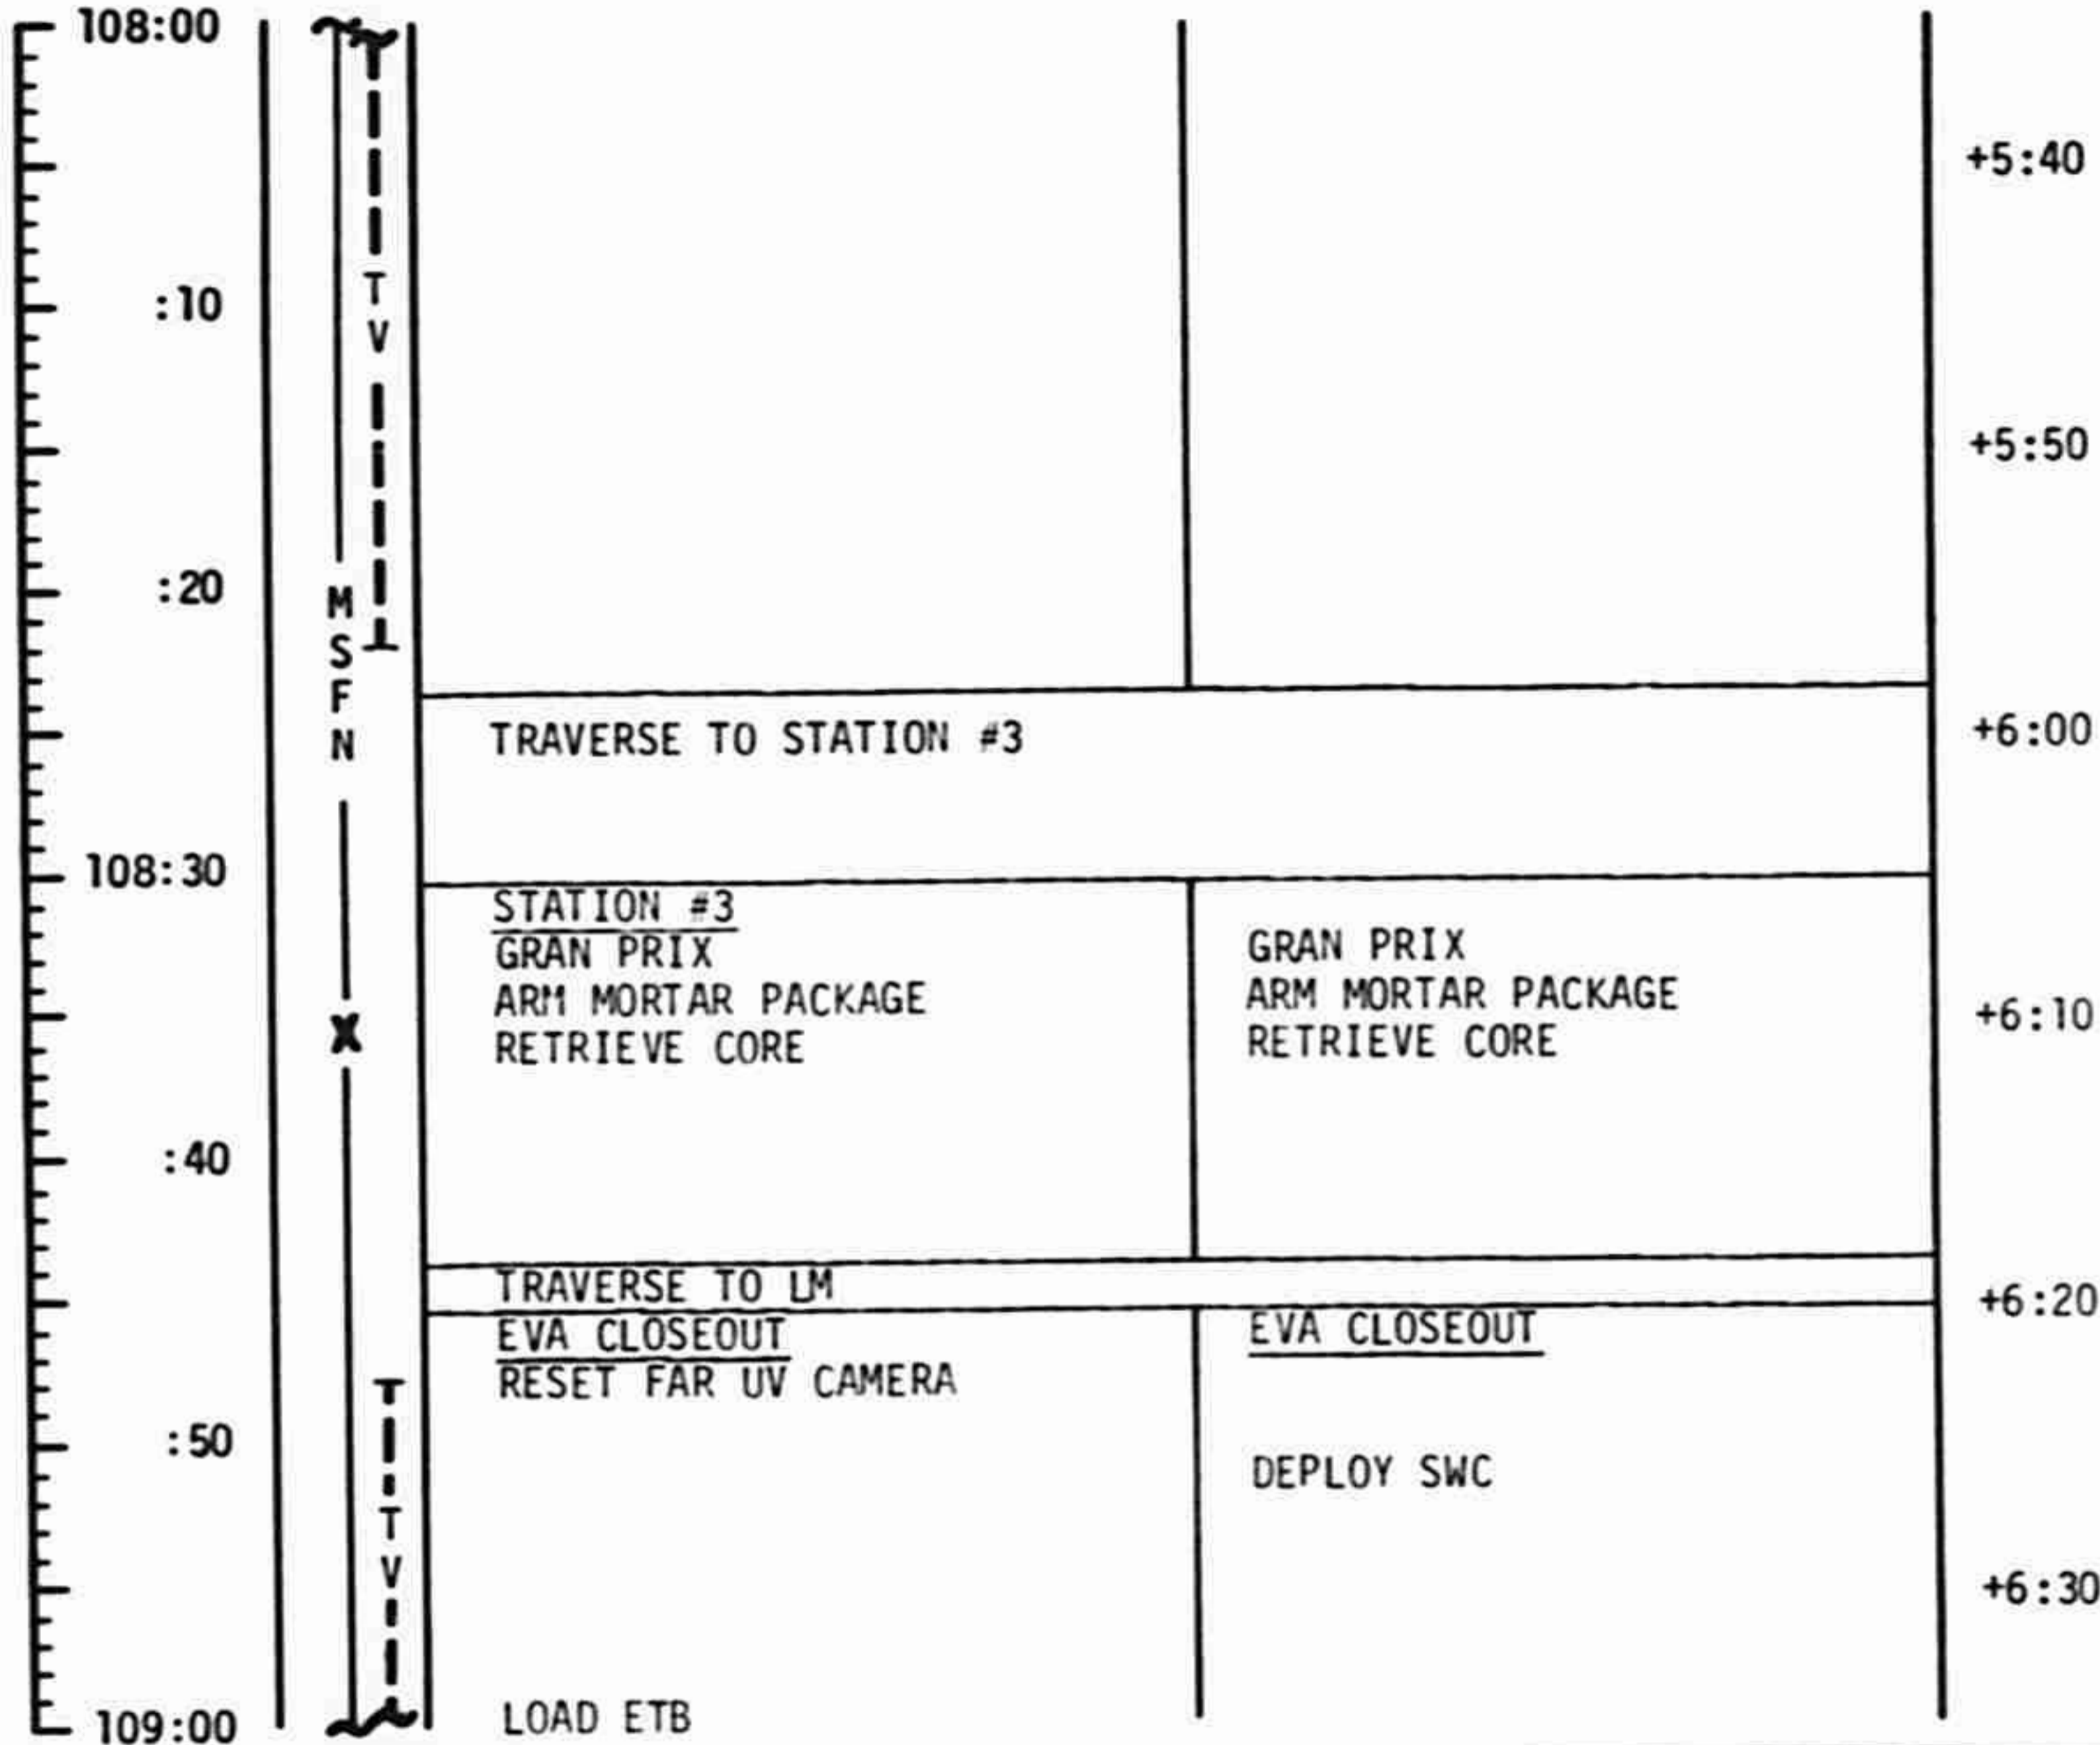 108:00
+5:40
:10
TV
+5:50
:20
MSFN
TRAVERSE TO STATION #3
+6:00
108:30
STATION #3
GRAN PRIX
ARM MORTAR PACKAGE
RETRIEVE CORE
GRAN PRIX
ARM MORTAR PACKAGE
RETRIEVE CORE
+6:10
X
:40
TRAVERSE TO LM
+6:20
EVA CLOSEOUT
RESET FAR UV CAMERA
EVA CLOSEOUT
:50
DEPLOY SWC
TV
+6:30
LOAD ETB
109:00